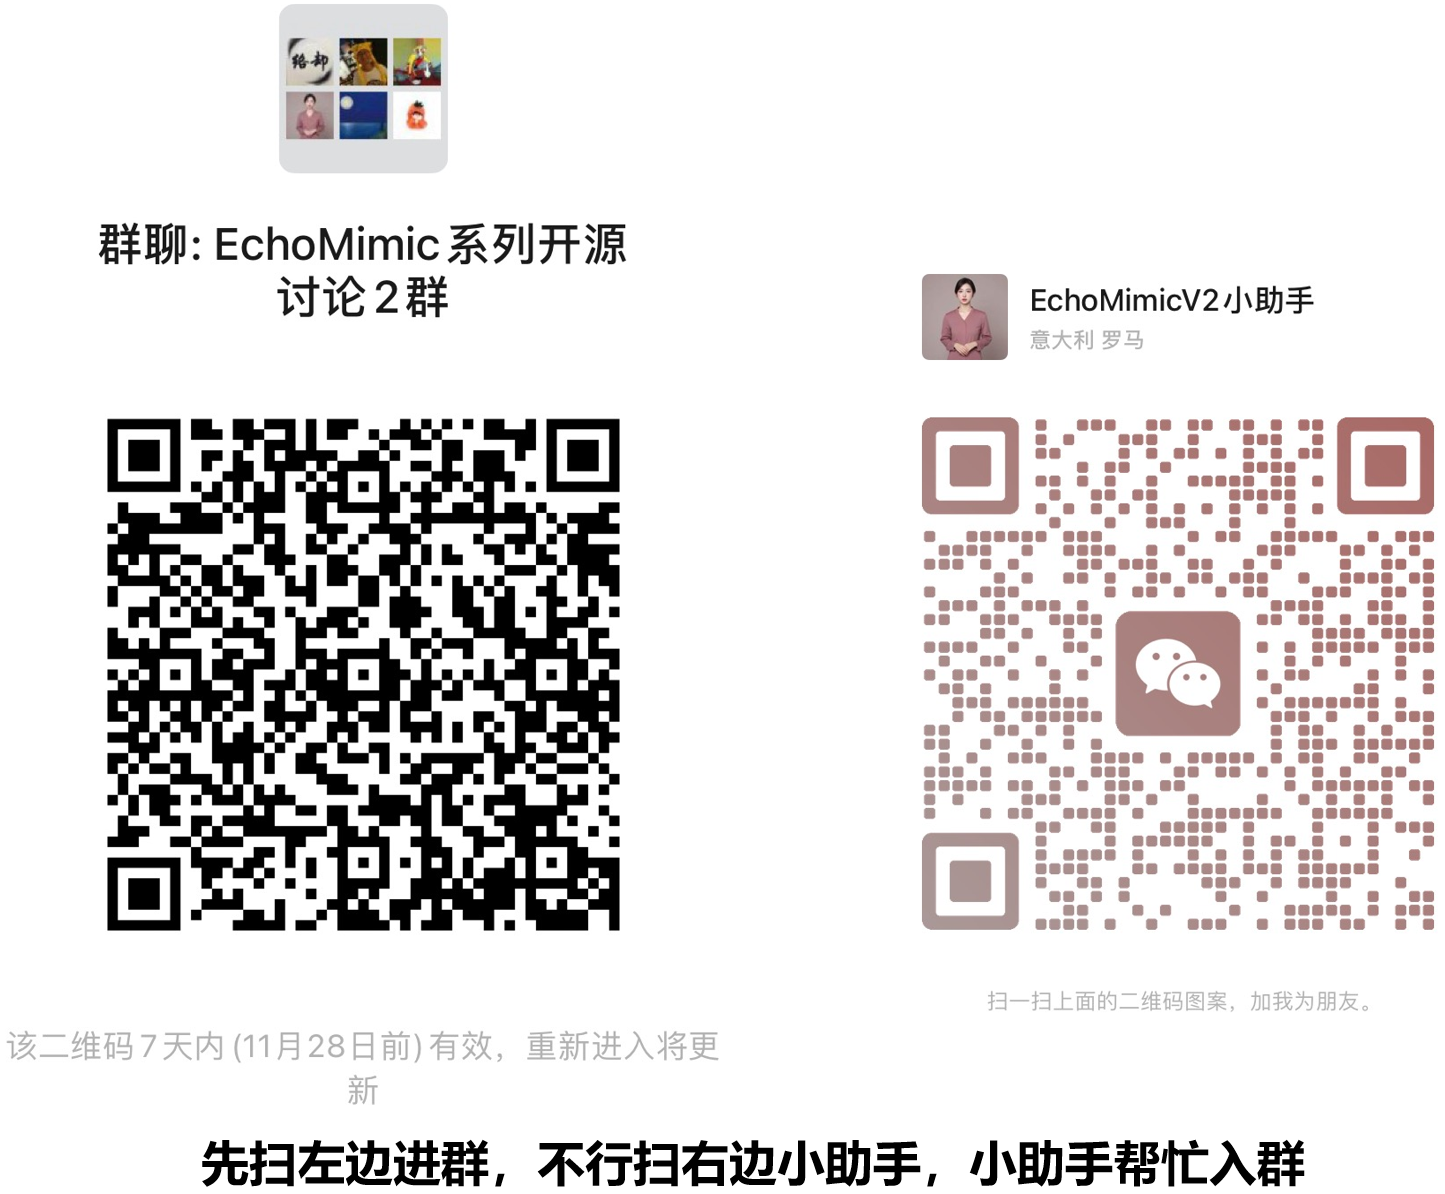 群聊: EchoMimic系列开源
讨论2群
EchoMimicV2小助手
意大利 罗马
扫一扫上面的二维码图案，加我为朋友。
该二维码7天内(11月28日前)有效，重新进入将更
新
先扫左边进群，不行扫右边小助手，小助手帮忙入群